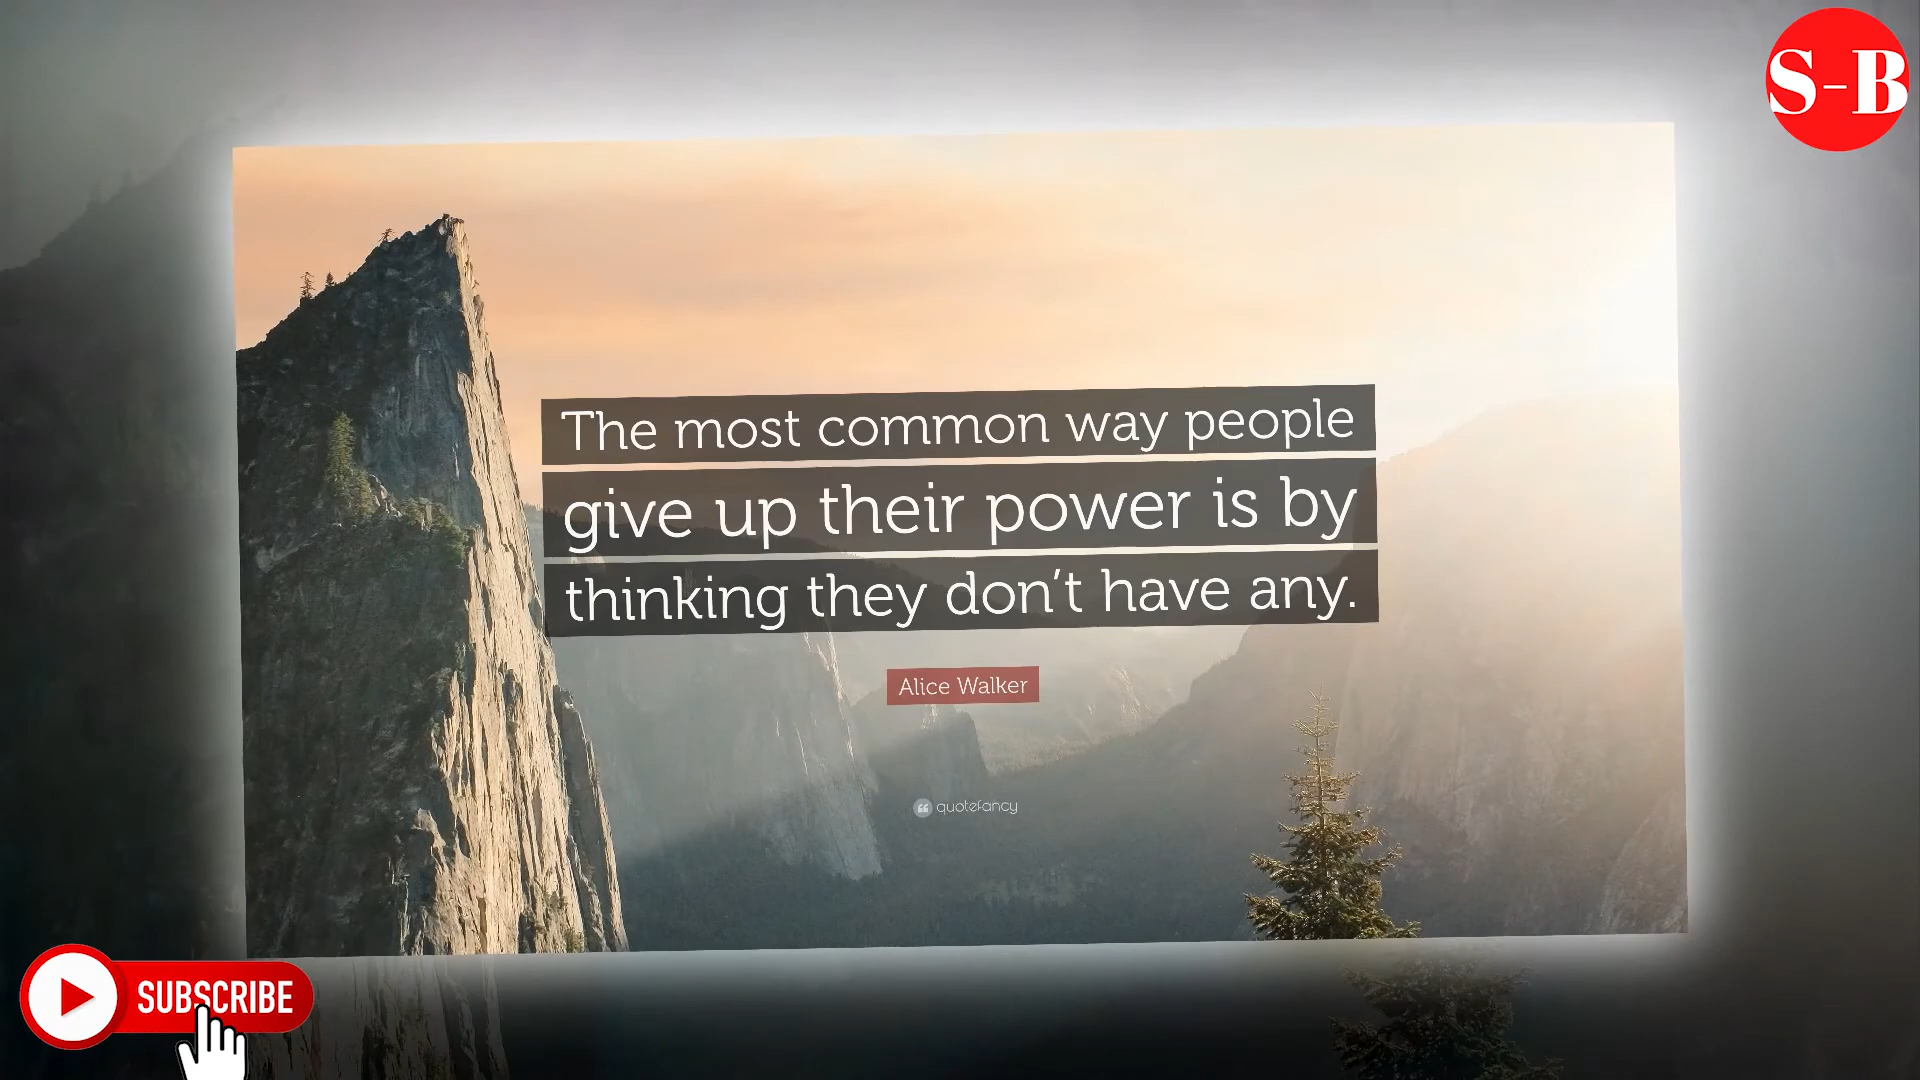 S-B
The most common way people
give up their power is by
thinking they don't have any.
Alice Walker
quotefancy
SUBSCRIBE